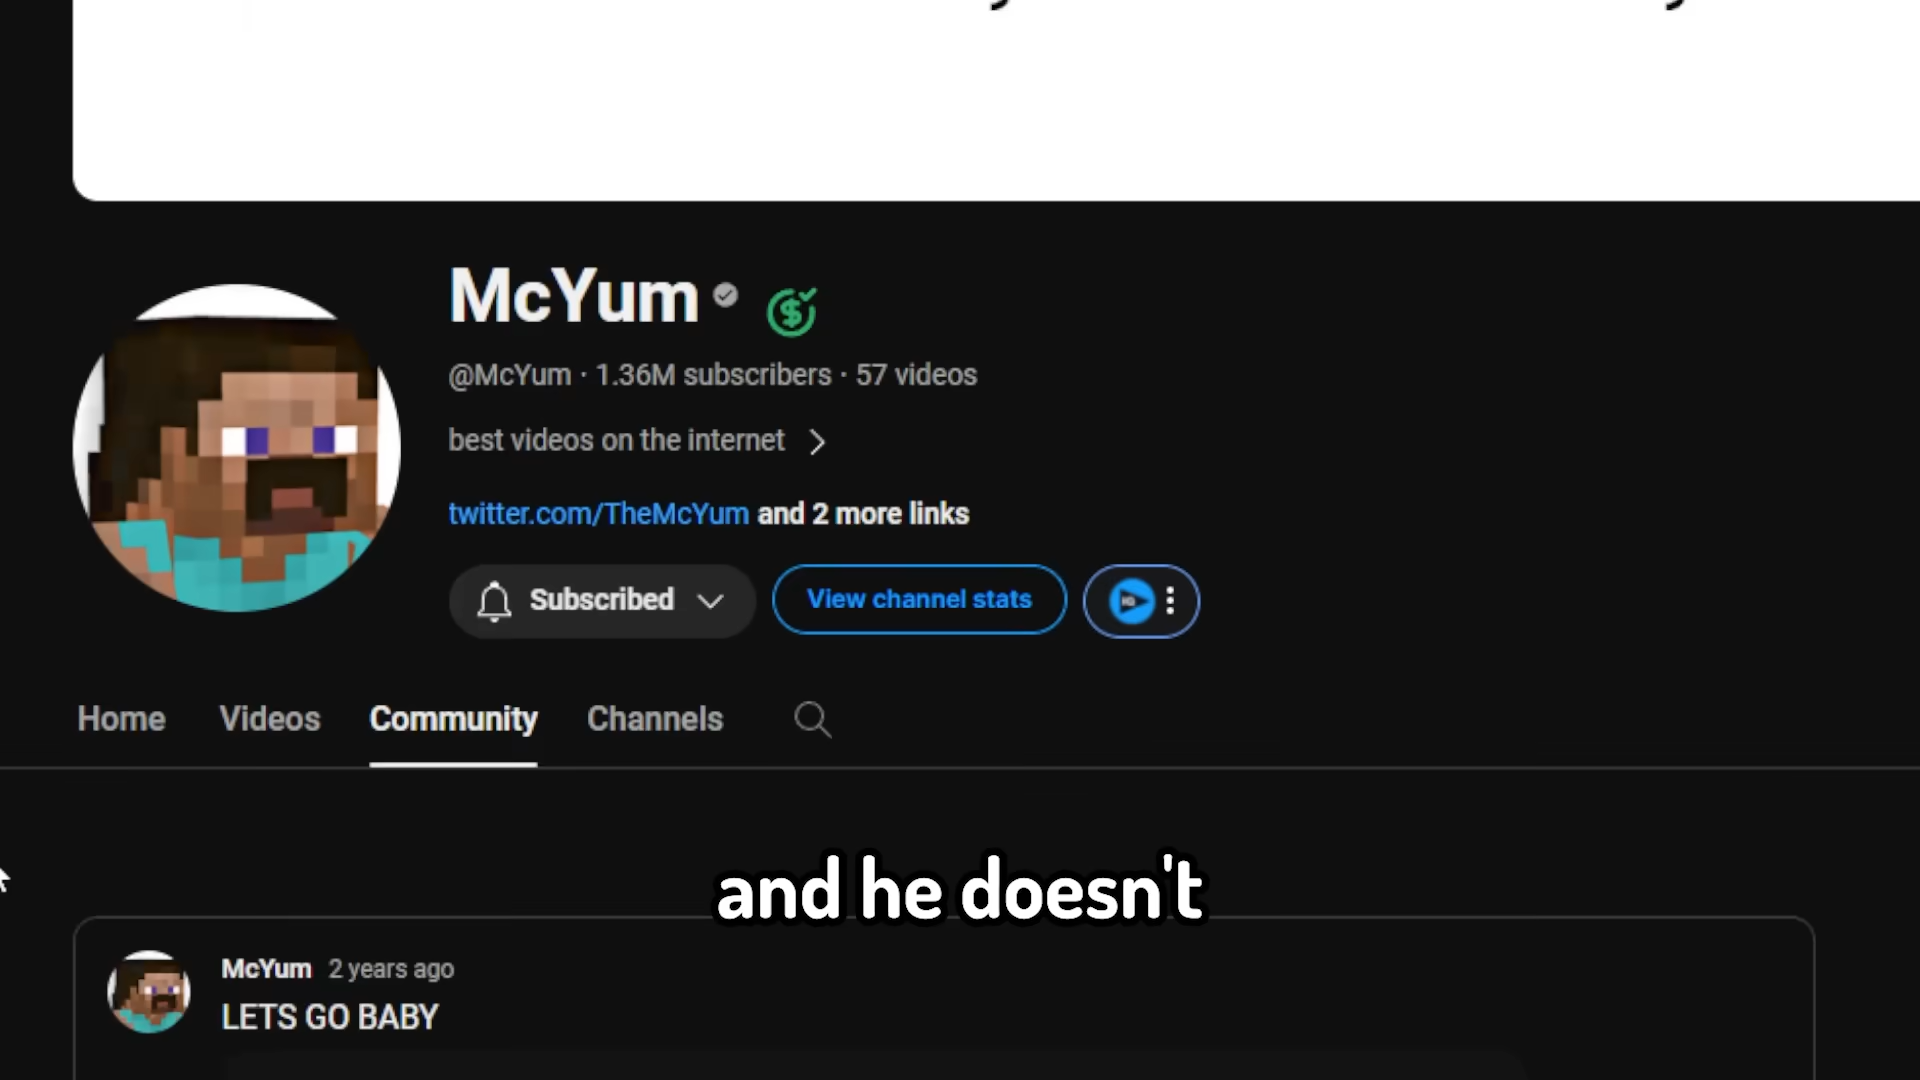 McYum
@McYum · 1.36M subscribers · 57 videos
best videos on the internet
twitter.com/TheMcYum and 2 more links
Subscribed
View channel stats
Home Videos Community Channels
and he doesn't
McYum 2 years ago
LETS GO BABY